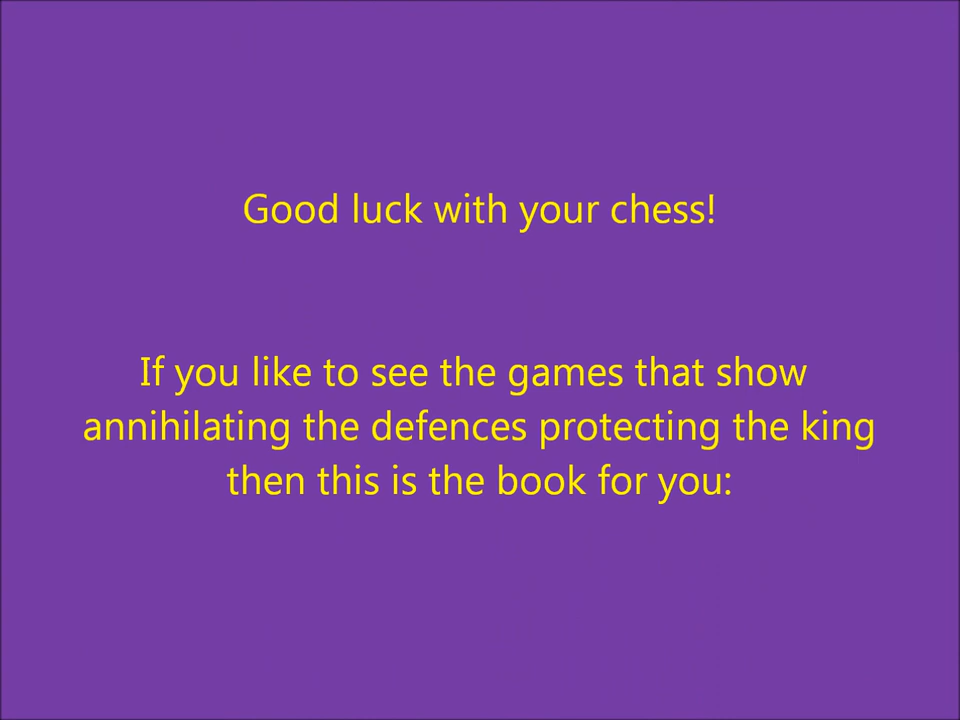 Good luck with your chess!
If you like to see the games that show
annihilating the defences protecting the king
then this is the book for you: